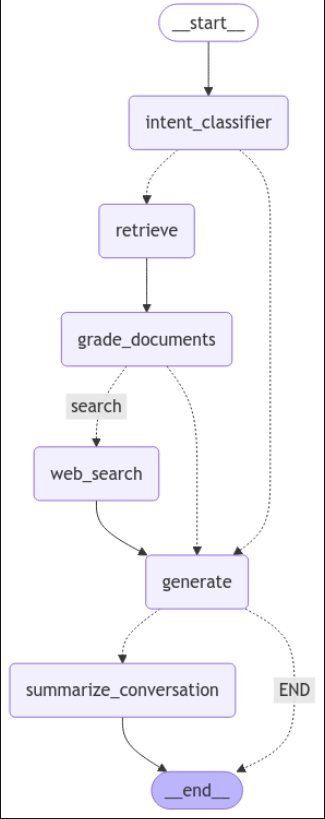 __start__
intent_classifier
retrieve
grade_documents
search
web_search
generate
summarize_conversation
END
__end__